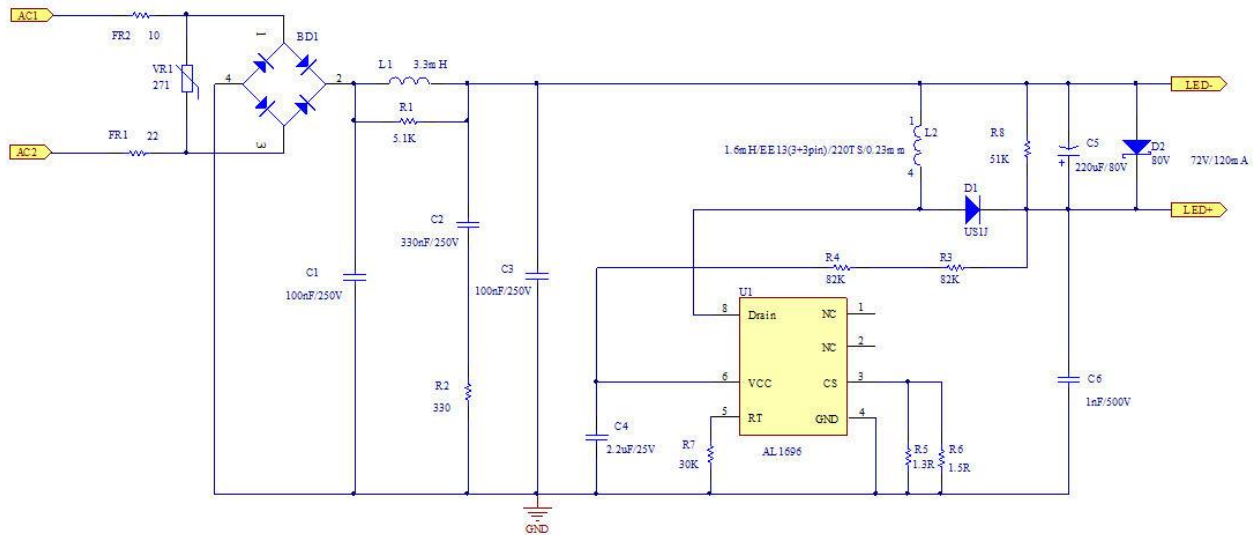 AC1
FR2 10
VR1
271
FR1 22
AC2
BD1
1
4
2
3
L1 3.3mH
R1
5.1K
C1
100nF/250V
C2
330nF/250V
R2
330
C3
100nF/250V
GND
1
L2
1.6mH/EE13(3+3pin)/220TS/0.23mm
4
D1
US1J
R8
51K
C5
+
220uF/80V
D2
80V
72V/120mA
LED-
LED+
R4
82K
R3
82K
U1
8 Drain
NC 1
NC 2
6 VCC
CS 3
5 RT
GND 4
AL1696
C4
2.2uF/25V
R7
30K
R5
1.3R
R6
1.5R
C6
1nF/500V